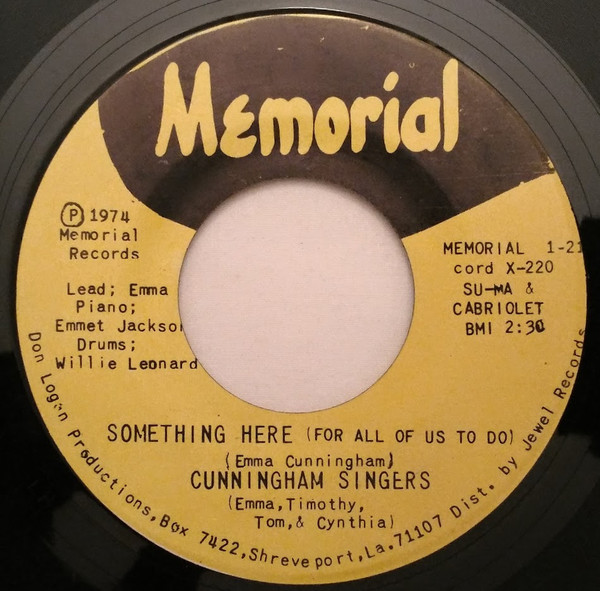 Memorial
Ⓟ 1974
Memorial
Records
Lead; Emma
Piano;
Emmet Jackso
Drums;
Willie Leonard
MEMORIAL 1-21
cord X-220
SU-MA &
CABRIOLET
BMI 2:30
SOMETHING HERE (FOR ALL OF US TO DO)
(Emma Cunningham)
CUNNINGHAM SINGERS
(Emma,Timothy,
Tom,& Cynthia)
Don Logan Productions,Box 7422,Shreveport,La.71107 Dist. by Jewel Records